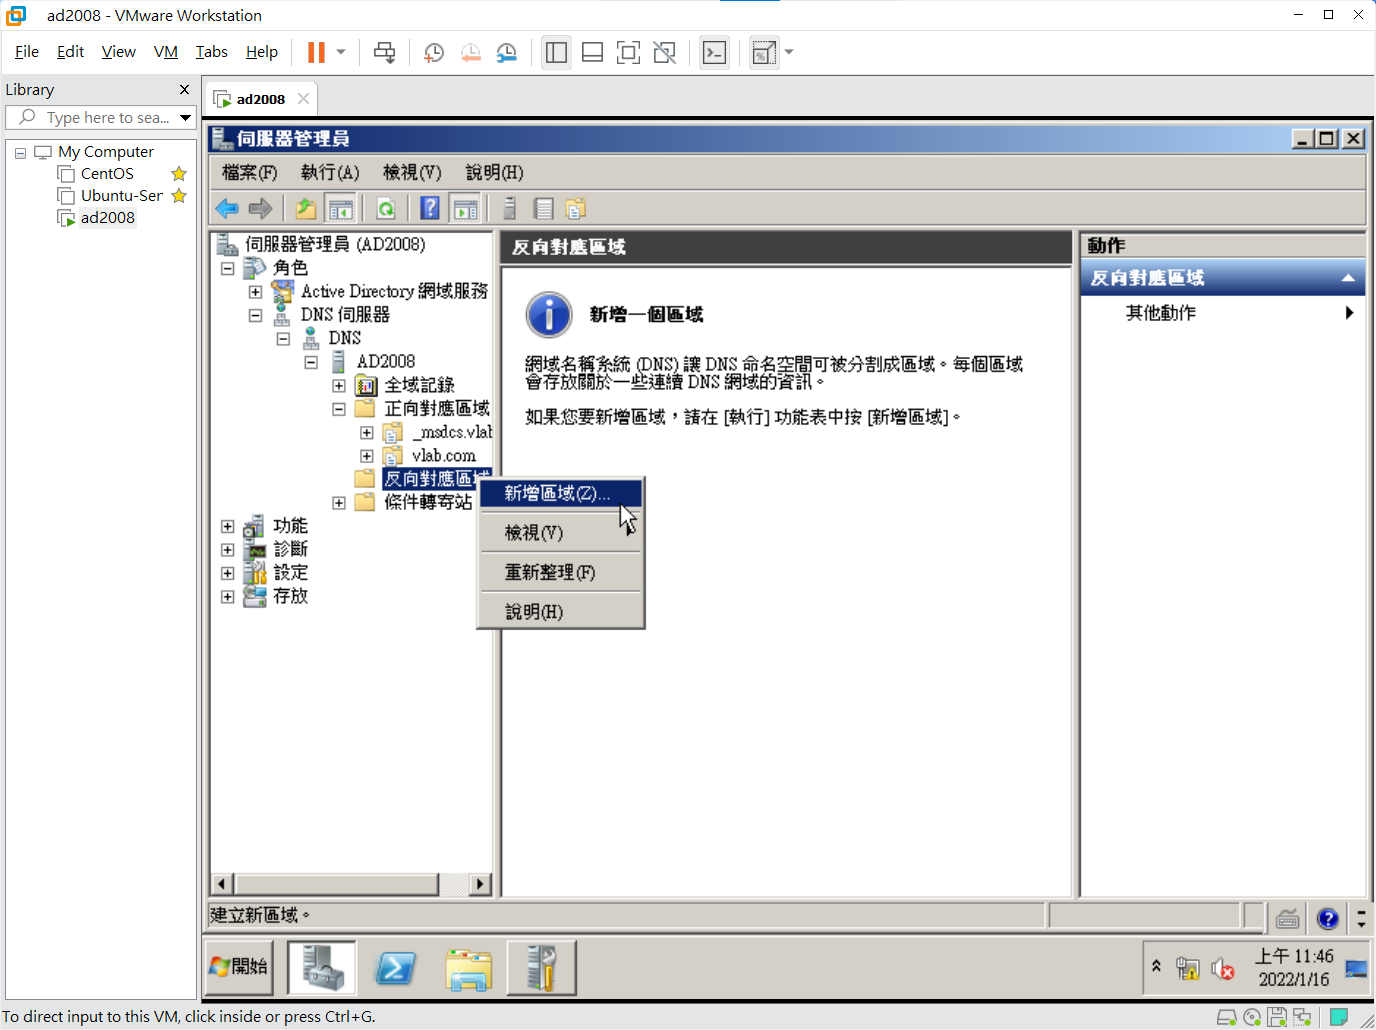 ad2008 - VMware Workstation
File Edit View VM Tabs Help
Library
Type here to sea...
My Computer
CentOS
Ubuntu-Ser
ad2008
ad2008
伺服器管理員
檔案(F) 執行(A) 檢視(V) 說明(H)
伺服器管理員 (AD2008)
角色
Active Directory 網域服務
DNS 伺服器
DNS
AD2008
全域記錄
正向對應區域
_msdcs.vlab
vlab.com
反向對應區域
條件轉寄站
功能
診斷
設定
存放
反向對應區域
新增一個區域
網域名稱系統 (DNS) 讓 DNS 命名空間可被分割成區域。每個區域
會存放關於一些連續 DNS 網域的資訊。
如果您要新增區域，請在 [執行] 功能表中按 [新增區域]。
新增區域(Z)...
檢視(V)
重新整理(F)
說明(H)
動作
反向對應區域
其他動作
建立新區域。
開始
上午 11:46
2022/1/16
To direct input to this VM, click inside or press Ctrl+G.